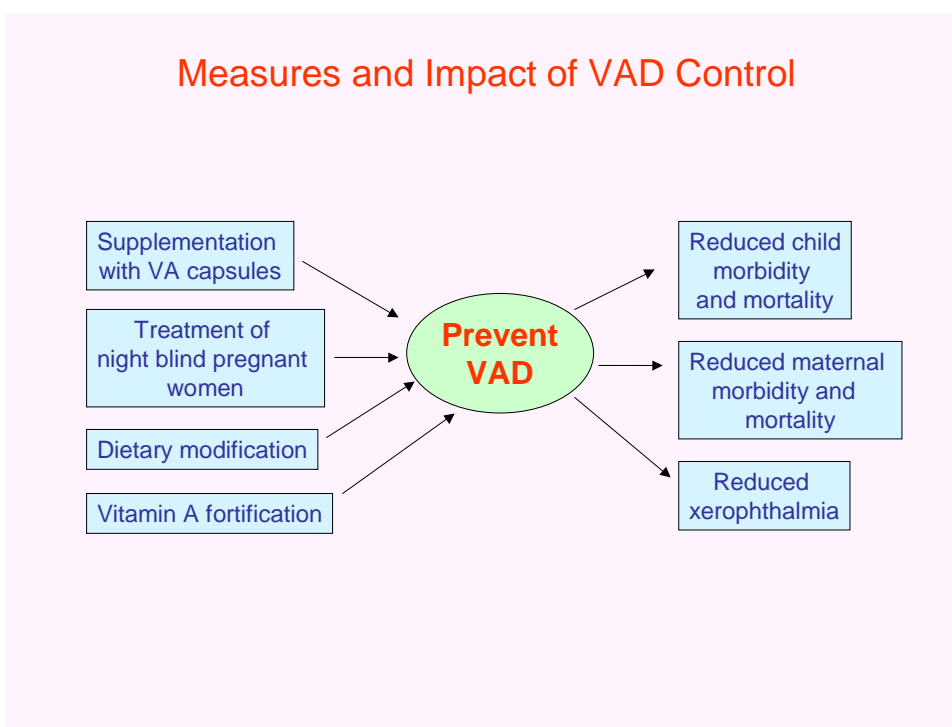 Measures and Impact of VAD Control
Supplementation
with VA capsules
Treatment of
night blind pregnant
women
Dietary modification
Vitamin A fortification
Prevent
VAD
Reduced child
morbidity
and mortality
Reduced maternal
morbidity and
mortality
Reduced
xerophthalmia